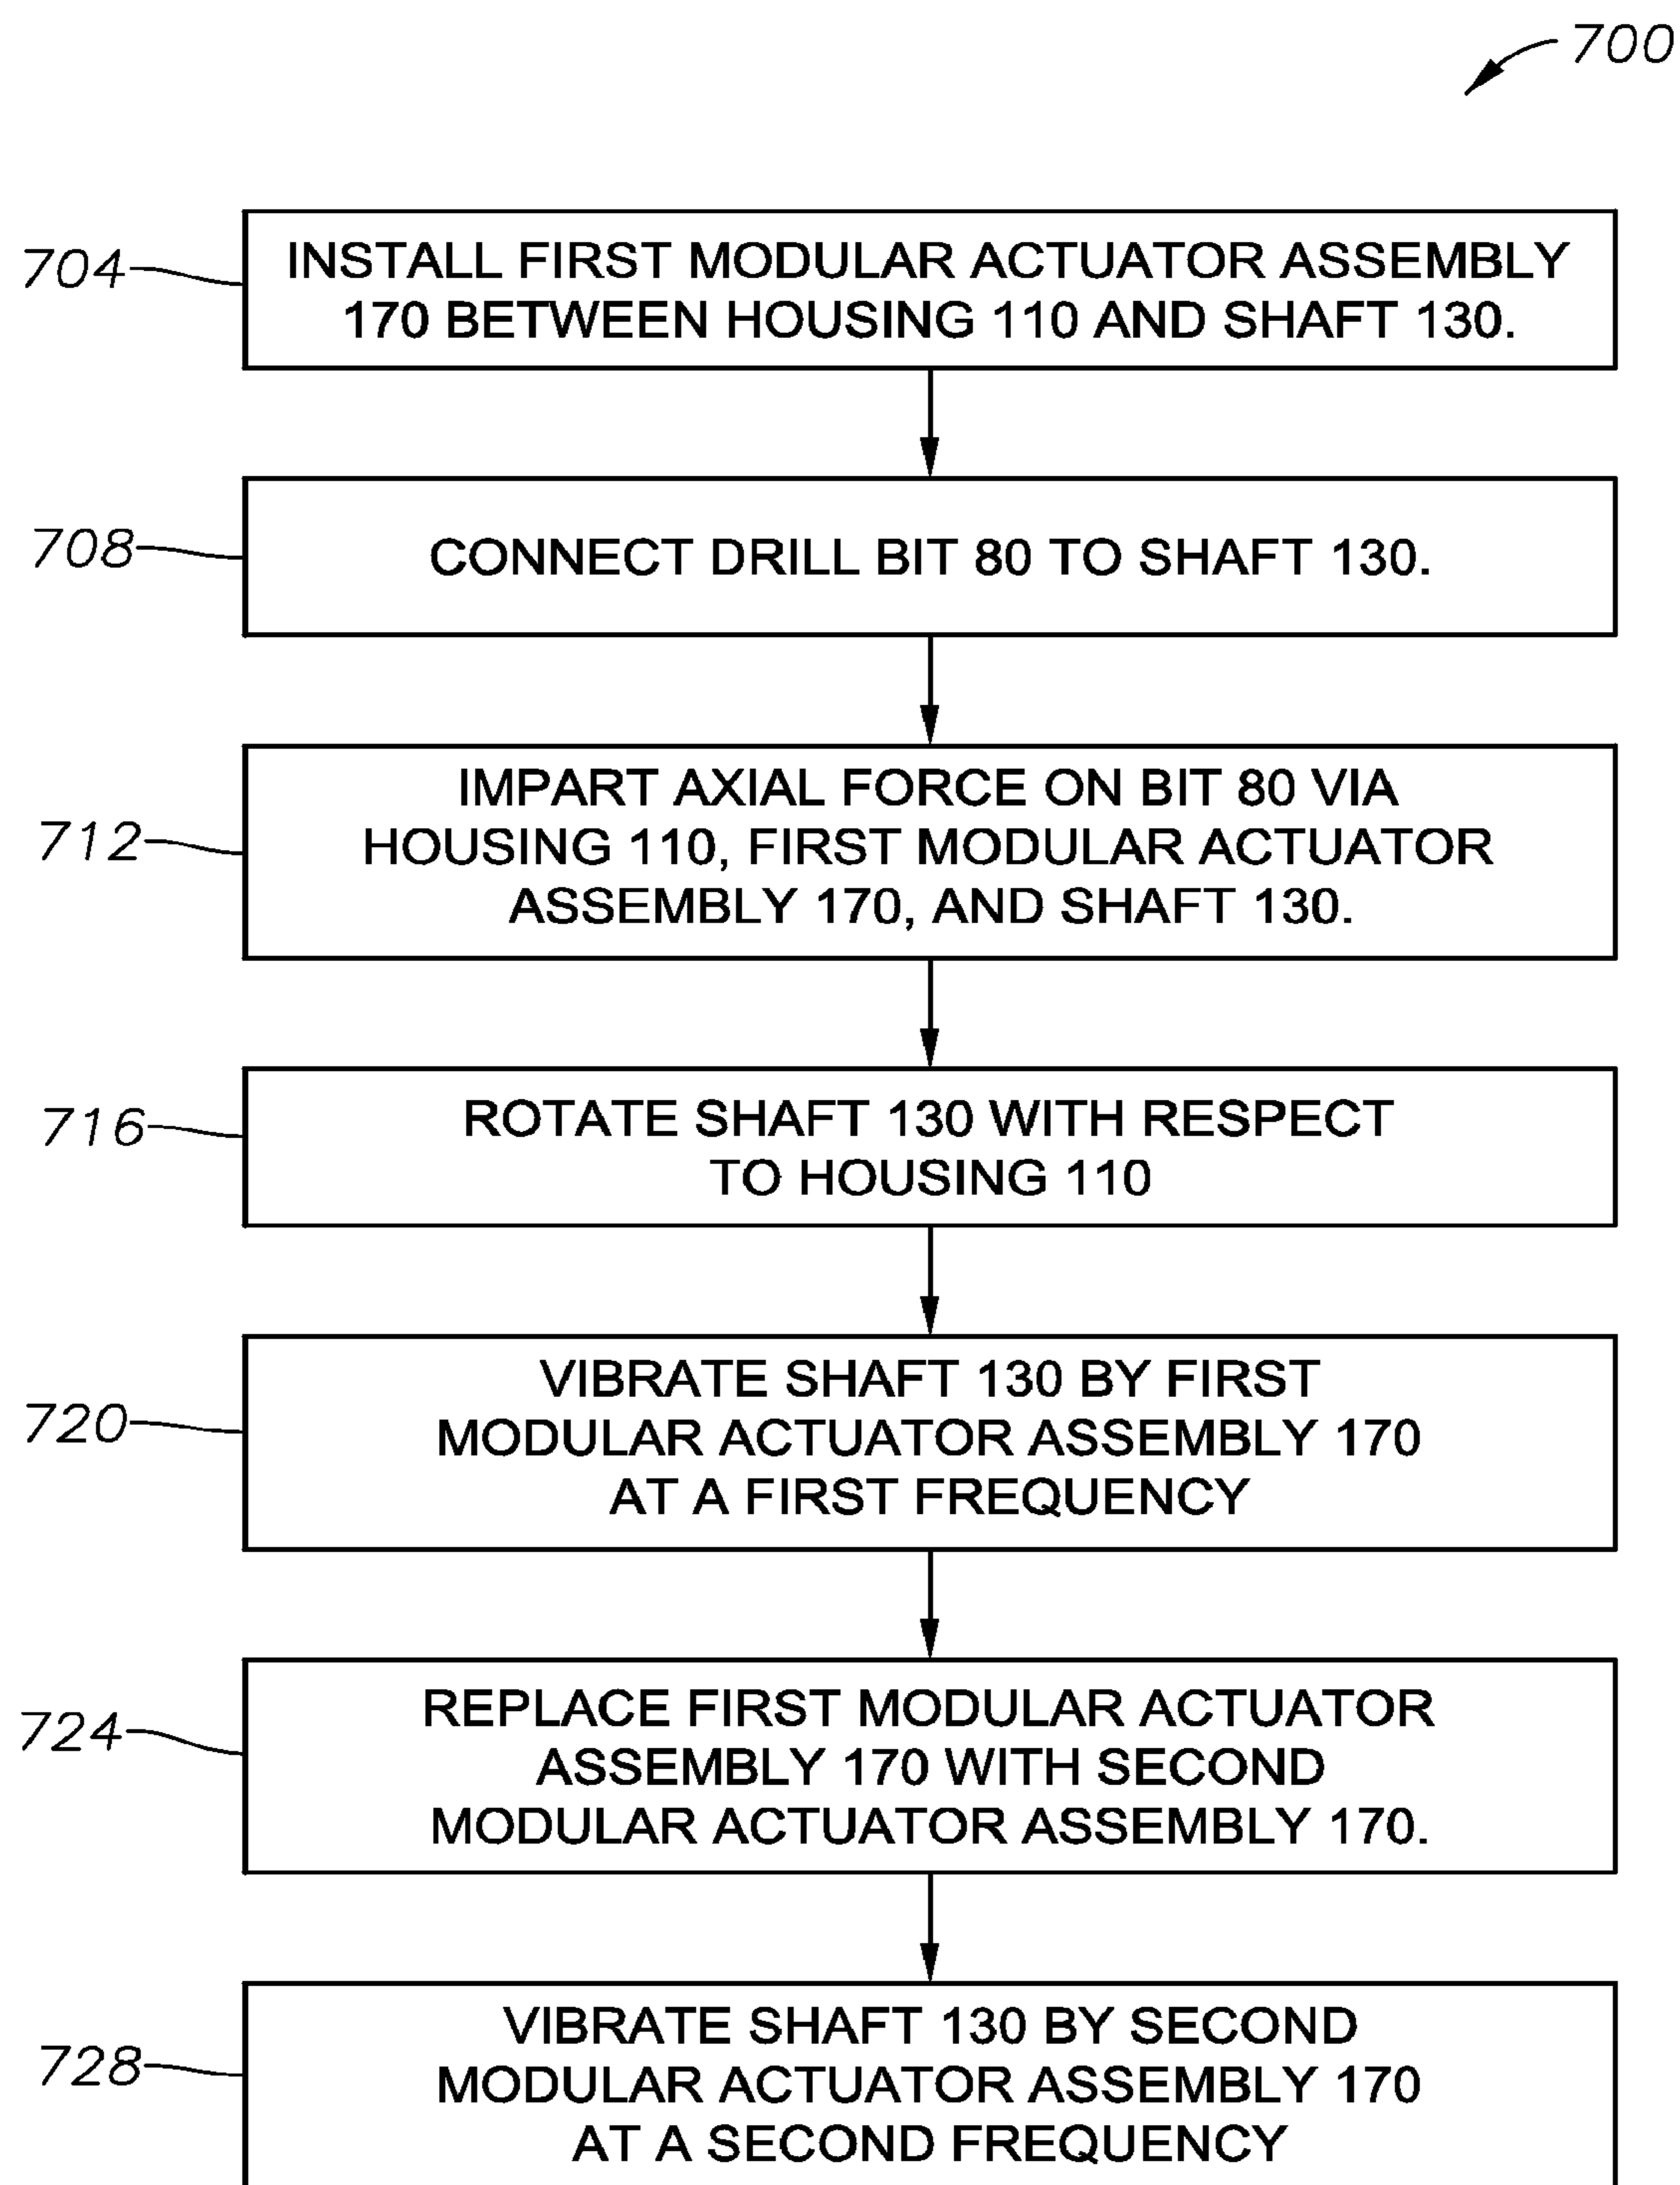 700
704
INSTALL FIRST MODULAR ACTUATOR ASSEMBLY
170 BETWEEN HOUSING 110 AND SHAFT 130.
708
CONNECT DRILL BIT 80 TO SHAFT 130.
712
IMPART AXIAL FORCE ON BIT 80 VIA
HOUSING 110, FIRST MODULAR ACTUATOR
ASSEMBLY 170, AND SHAFT 130.
716
ROTATE SHAFT 130 WITH RESPECT
TO HOUSING 110
720
VIBRATE SHAFT 130 BY FIRST
MODULAR ACTUATOR ASSEMBLY 170
AT A FIRST FREQUENCY
724
REPLACE FIRST MODULAR ACTUATOR
ASSEMBLY 170 WITH SECOND
MODULAR ACTUATOR ASSEMBLY 170.
728
VIBRATE SHAFT 130 BY SECOND
MODULAR ACTUATOR ASSEMBLY 170
AT A SECOND FREQUENCY